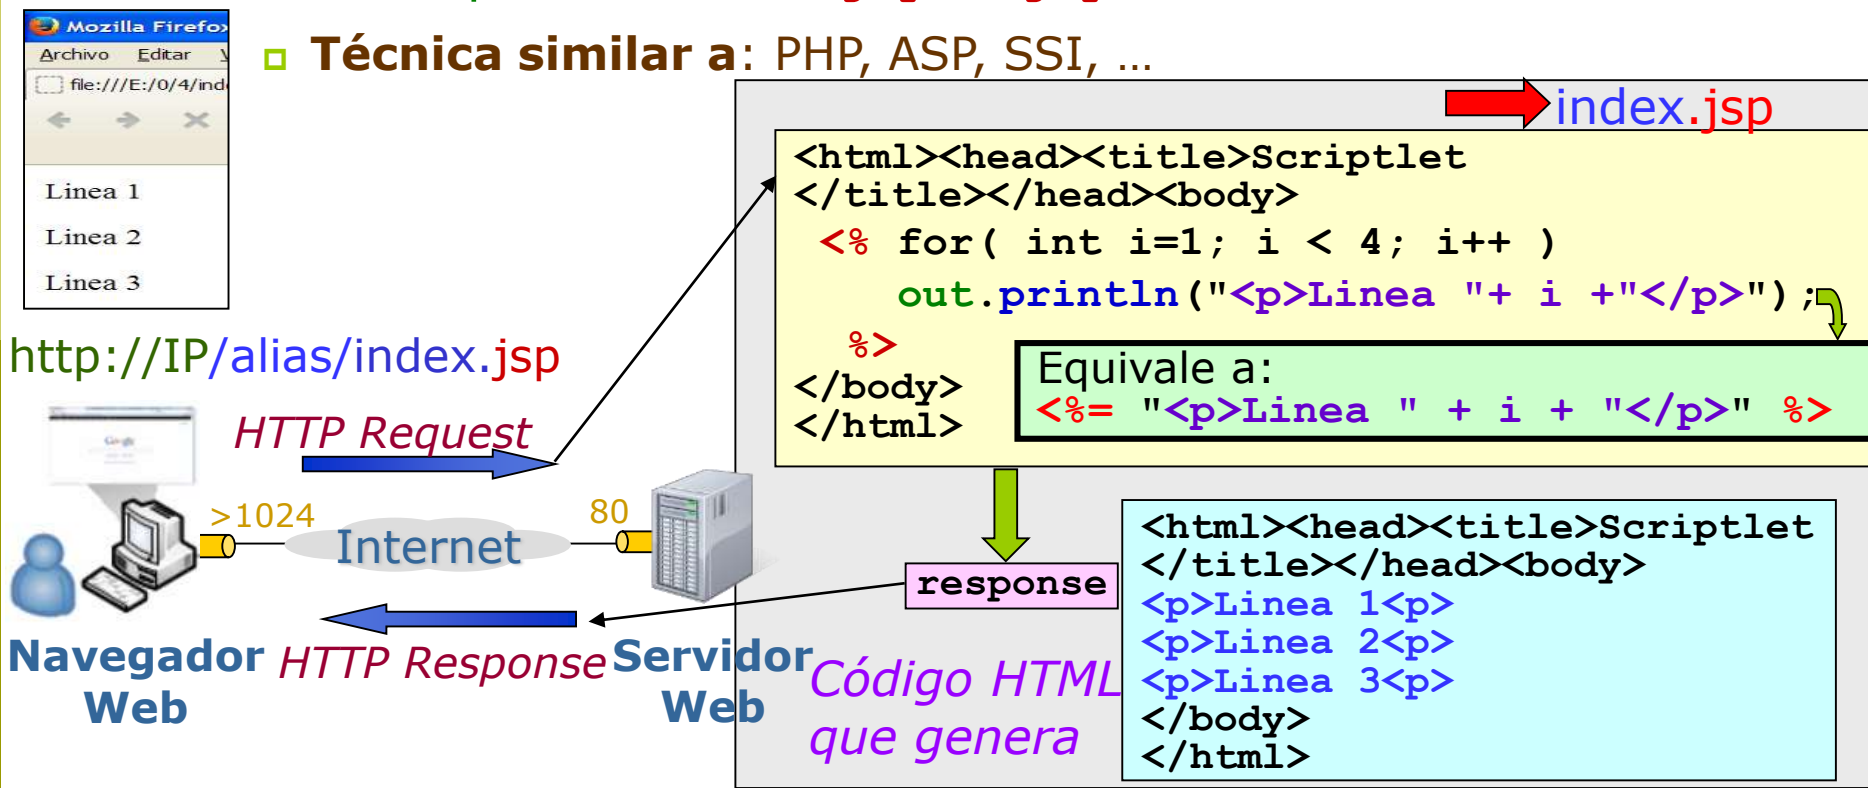 Mozilla Firefox
Archivo Editar
file:///E:/0/4/ind
Linea 1
Linea 2
Linea 3
Técnica similar a: PHP, ASP, SSI, …
index.jsp
<html><head><title>Scriptlet
</title></head><body>
<% for( int i=1; i < 4; i++ )
out.println("<p>Linea "+ i +"</p>");
%>
</body>
</html>
Equivale a:
<%= "<p>Linea " + i + "</p>" %>
http://IP/alias/index.jsp
HTTP Request
>1024
Internet
80
HTTP Response
Navegador
Web
Servidor
Web
response
Código HTML
que genera
<html><head><title>Scriptlet
</title></head><body>
<p>Linea 1<p>
<p>Linea 2<p>
<p>Linea 3<p>
</body>
</html>